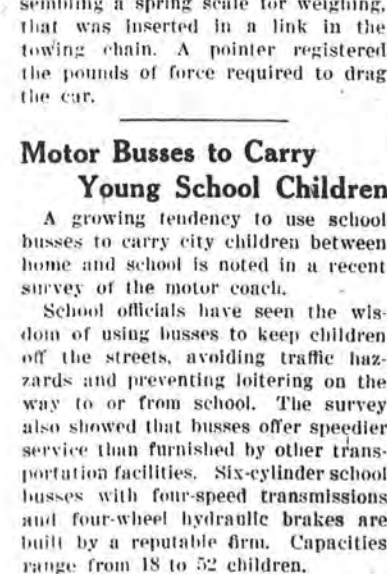 sembling a spring scale for weighing,
that was inserted in a link in the
towing chain. A pointer registered
the pounds of force required to drag
the car.
Motor Busses to Carry
Young School Children
A growing tendency to use school
busses to carry city children between
home and school is noted in a recent
survey of the motor coach.
School officials have seen the wis-
dom of using busses to keep children
off the streets, avoiding traffic haz-
zards and preventing loitering on the
way to or from school. The survey
also showed that busses offer speedier
service than furnished by other trans-
portation facilities. Six-cylinder school
busses with four-speed transmissions
and four-wheel hydraulic brakes are
built by a reputable firm. Capacities
range from 18 to 52 children.